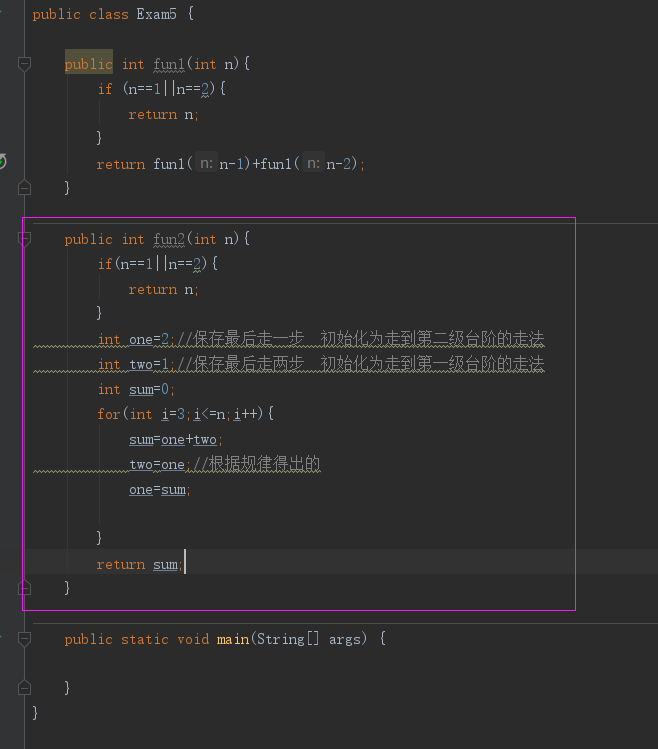 public class Exam5 {
public int fun1(int n){
if (n==1||n==2){
return n;
}
return fun1( n: n-1)+fun1( n: n-2);
}
public int fun2(int n){
if(n==1||n==2){
return n;
}
int one=2;//保存最后走一步  初始化为走到第二级台阶的走法
int two=1;//保存最后走两步  初始化为走到第一级台阶的走法
int sum=0;
for(int i=3;i<=n;i++){
sum=one+two;
two=one;//根据规律得出的
one=sum;
}
return sum;
}
public static void main(String[] args) {
}
}